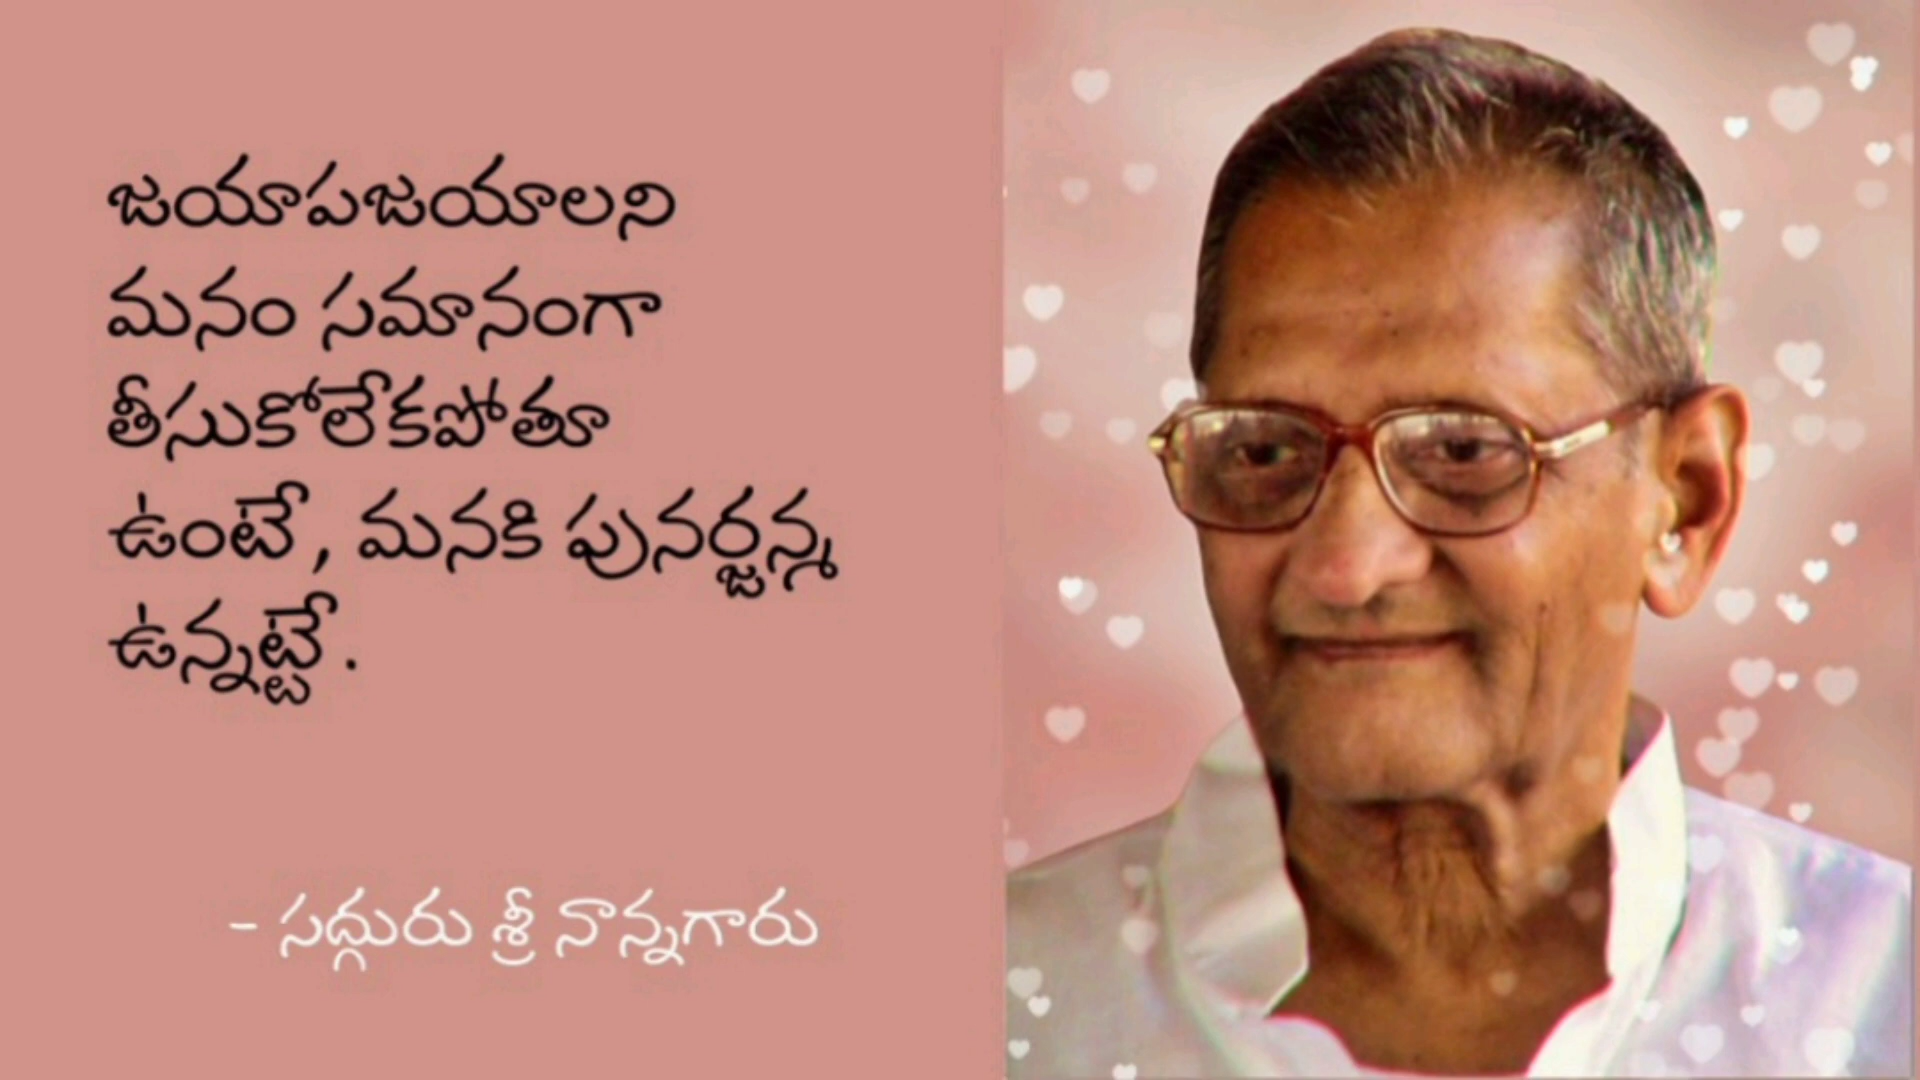 జయాపజయాలని
మనం సమానంగా
తీసుకోలేకపోతూ
ఉంటే, మనకి పునర్జన్మ
ఉన్నట్టే.
- సద్గురు శ్రీ నాన్నగారు